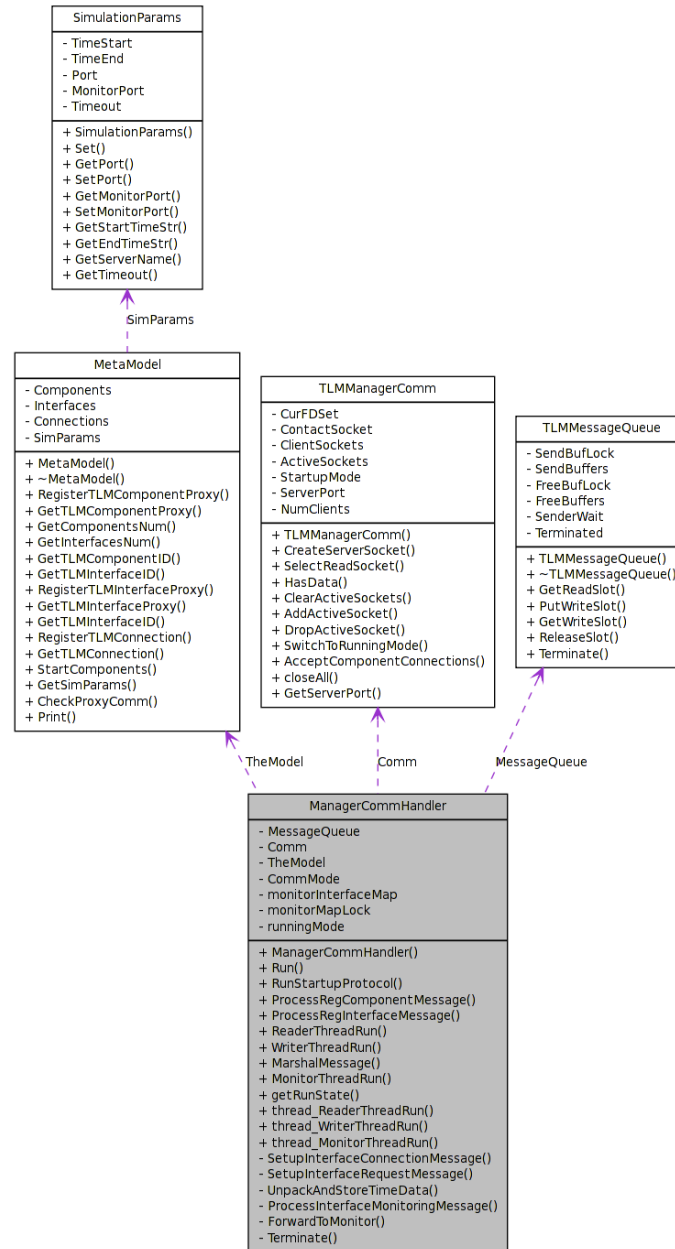 SimulationParams
- TimeStart
- TimeEnd
- Port
- MonitorPort
- Timeout
+ SimulationParams()
+ Set()
+ GetPort()
+ SetPort()
+ GetMonitorPort()
+ SetMonitorPort()
+ GetStartTimeStr()
+ GetEndTimeStr()
+ GetServerName()
+ GetTimeout()
SimParams
MetaModel
- Components
- Interfaces
- Connections
- SimParams
+ MetaModel()
+ ~MetaModel()
+ RegisterTLMComponentProxy()
+ GetTLMComponentProxy()
+ GetComponentsNum()
+ GetInterfacesNum()
+ GetTLMComponentID()
+ GetTLMInterfaceID()
+ RegisterTLMInterfaceProxy()
+ GetTLMInterfaceProxy()
+ GetTLMInterfaceID()
+ RegisterTLMConnection()
+ GetTLMConnection()
+ StartComponents()
+ GetSimParams()
+ CheckProxyComm()
+ Print()
TLMManagerComm
- CurFDSet
- ContactSocket
- ClientSockets
- ActiveSockets
- StartupMode
- ServerPort
- NumClients
+ TLMManagerComm()
+ CreateServerSocket()
+ SelectReadSocket()
+ HasData()
+ ClearActiveSockets()
+ AddActiveSocket()
+ DropActiveSocket()
+ SwitchToRunningMode()
+ AcceptComponentConnections()
+ closeAll()
+ GetServerPort()
TLMMessageQueue
- SendBufLock
- SendBuffers
- FreeBufLock
- FreeBuffers
- SenderWait
- Terminated
+ TLMMessageQueue()
+ ~TLMMessageQueue()
+ GetReadSlot()
+ PutWriteSlot()
+ GetWriteSlot()
+ ReleaseSlot()
+ Terminate()
TheModel
Comm
MessageQueue
ManagerCommHandler
- MessageQueue
- Comm
- TheModel
- CommMode
- monitorInterfaceMap
- monitorMapLock
- runningMode
+ ManagerCommHandler()
+ Run()
+ RunStartupProtocol()
+ ProcessRegComponentMessage()
+ ProcessRegInterfaceMessage()
+ ReaderThreadRun()
+ WriterThreadRun()
+ MarshalMessage()
+ MonitorThreadRun()
+ getRunState()
+ thread_ReaderThreadRun()
+ thread_WriterThreadRun()
+ thread_MonitorThreadRun()
- SetupInterfaceConnectionMessage()
- SetupInterfaceRequestMessage()
- UnpackAndStoreTimeData()
- ProcessInterfaceMonitoringMessage()
- ForwardToMonitor()
- Terminate()